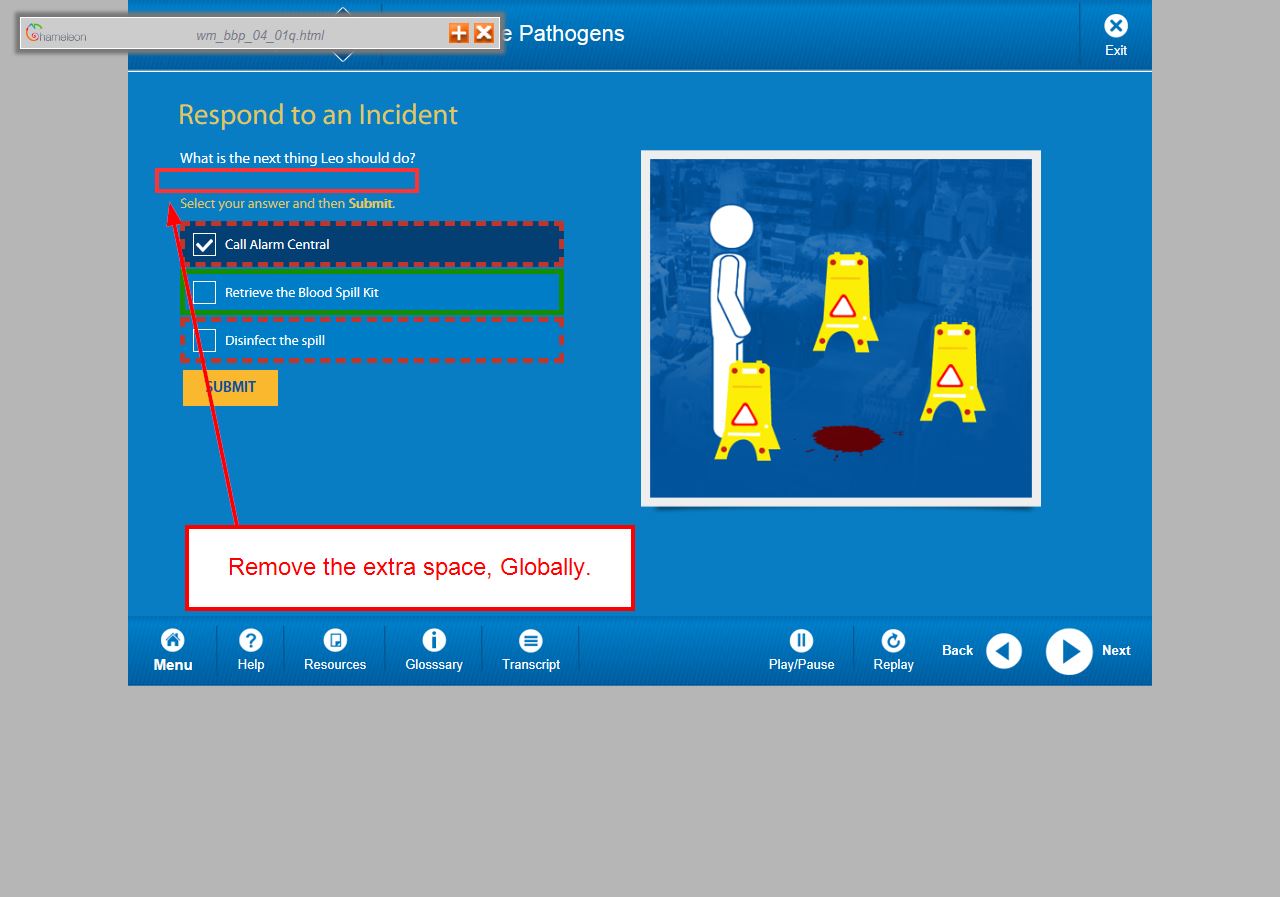 Chameleon
wm_bbp_04_01q.html
e Pathogens
Exit
Respond to an Incident
What is the next thing Leo should do?
Select your answer and then Submit.
Call Alarm Central
Retrieve the Blood Spill Kit
Disinfect the spill
SUBMIT
Remove the extra space, Globally.
Menu
Help
Resources
Glosssary
Transcript
Play/Pause
Replay
Back
Next